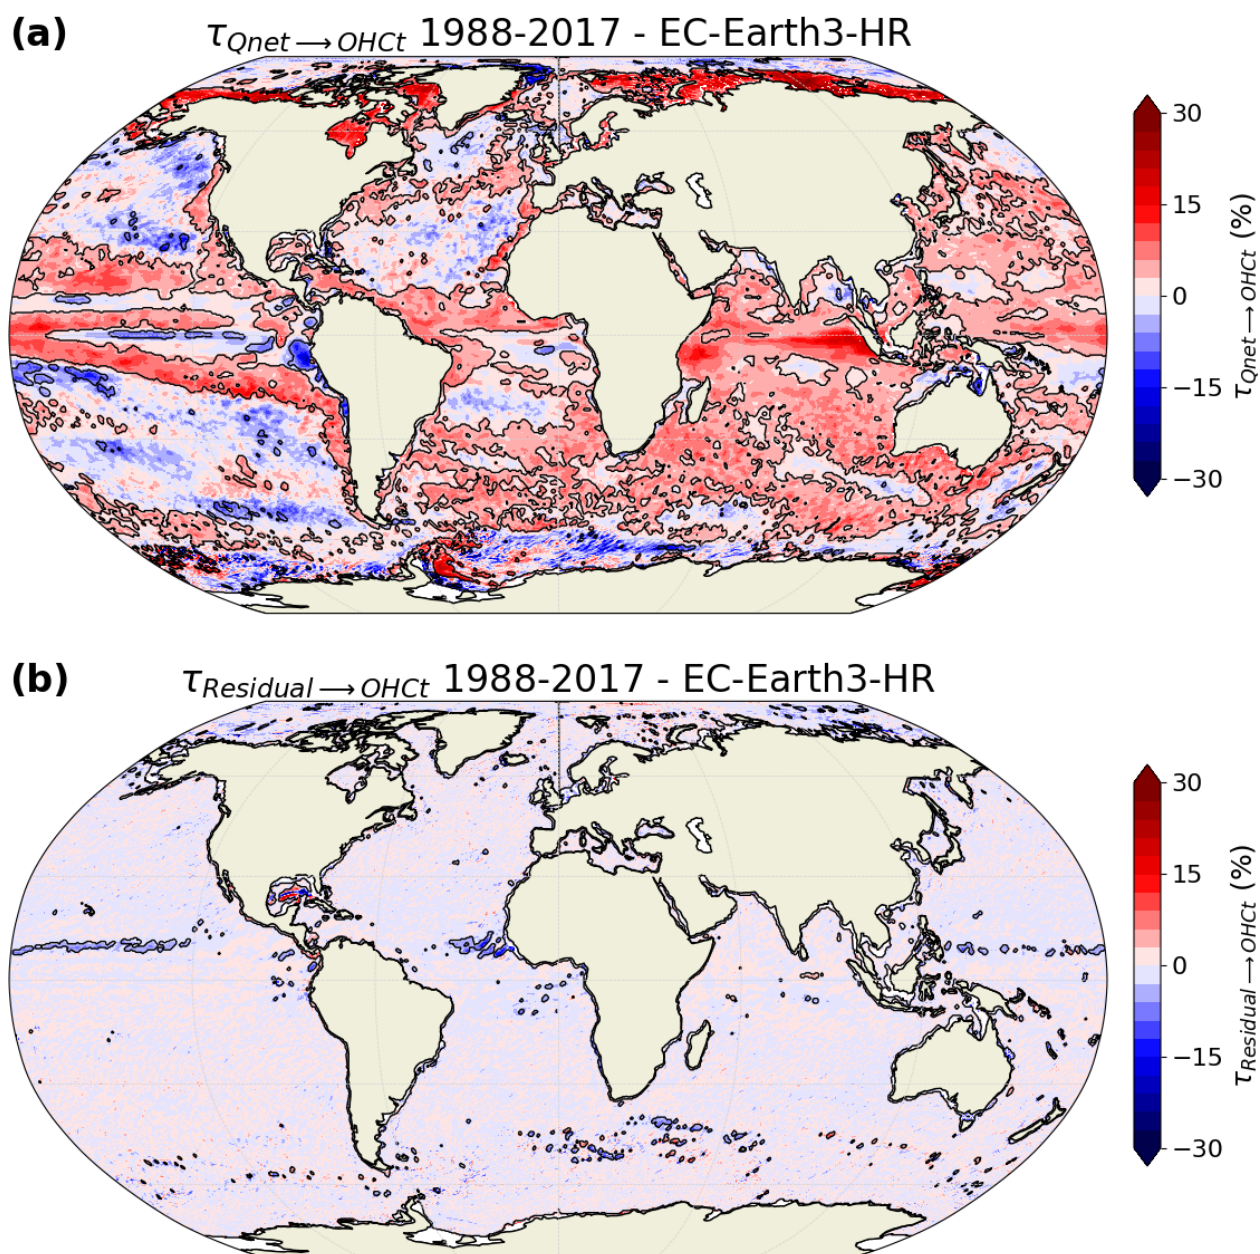 (a) τQnet⟶OHCt 1988-2017 - EC-Earth3-HR
30
15
0
−15
−30
τQnet⟶OHCt (%)
(b) τResidual⟶OHCt 1988-2017 - EC-Earth3-HR
30
15
0
−15
−30
τResidual⟶OHCt (%)